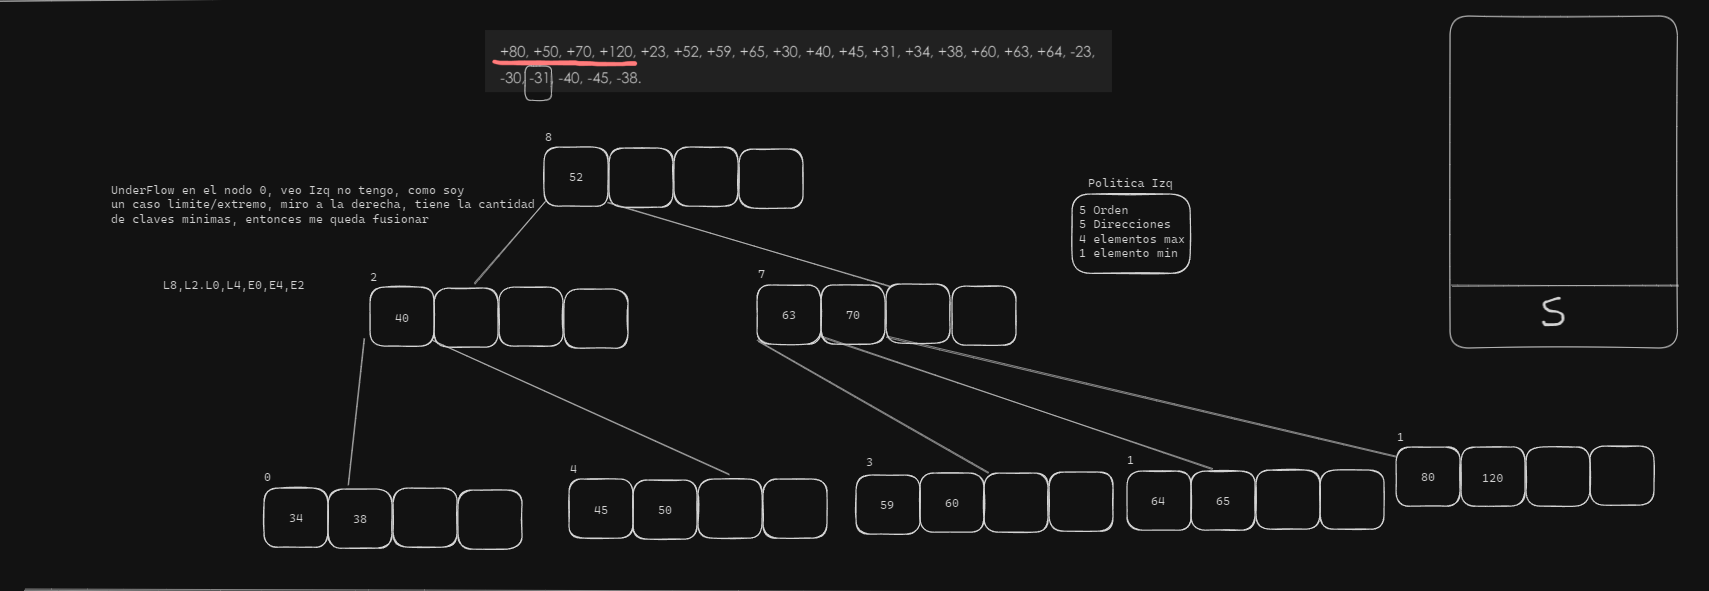 +80, +50, +70, +120, +23, +52, +59, +65, +30, +40, +45, +31, +34, +38, +60, +63, +64, -23,
-30, -31, -40, -45, -38.
8
52
UnderFlow en el nodo 0, veo Izq no tengo, como soy
un caso limite/extremo, miro a la derecha, tiene la cantidad
de claves minimas, entonces me queda fusionar
Politica Izq
5 Orden
5 Direcciones
4 elementos max
1 elemento min
L8,L2.L0,L4,E0,E4,E2
2
40
7
63 70
S
0
34 38
4
45 50
3
59 60
1
64 65
1
80 120